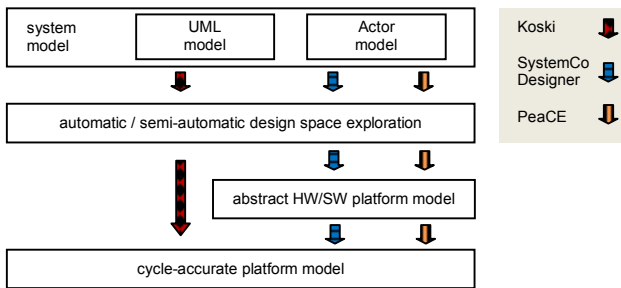 system
model
UML
model
Actor
model
automatic / semi-automatic design space exploration
abstract HW/SW platform model
cycle-accurate platform model
Koski
SystemCo
Designer
PeaCE